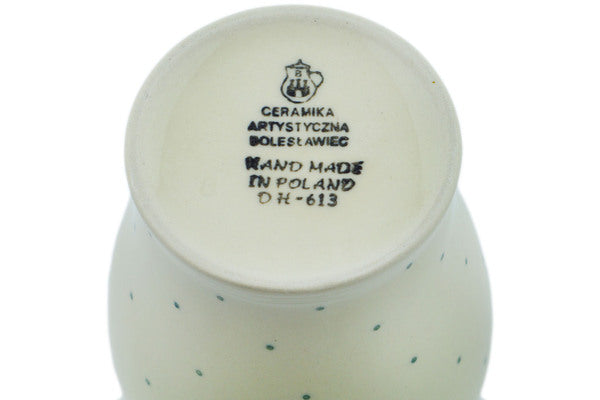 B
CERAMIKA
ARTYSTYCZNA
BOLESŁAWIEC
HAND MADE
IN POLAND
DH-613